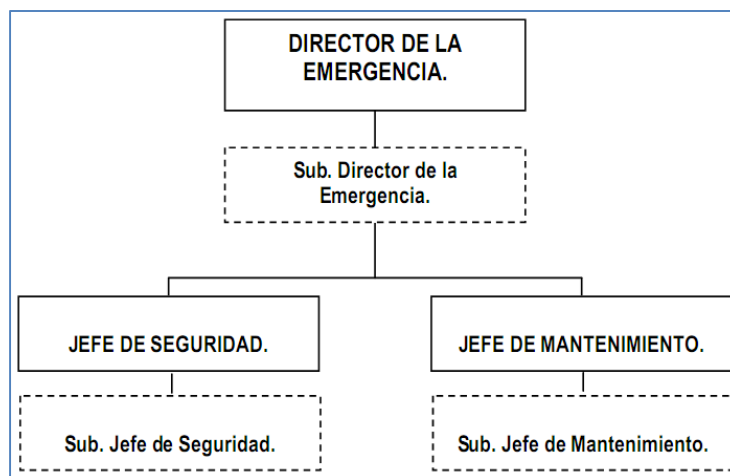 DIRECTOR DE LA
EMERGENCIA.
Sub. Director de la
Emergencia.
JEFE DE SEGURIDAD.
JEFE DE MANTENIMIENTO.
Sub. Jefe de Seguridad.
Sub. Jefe de Mantenimiento.